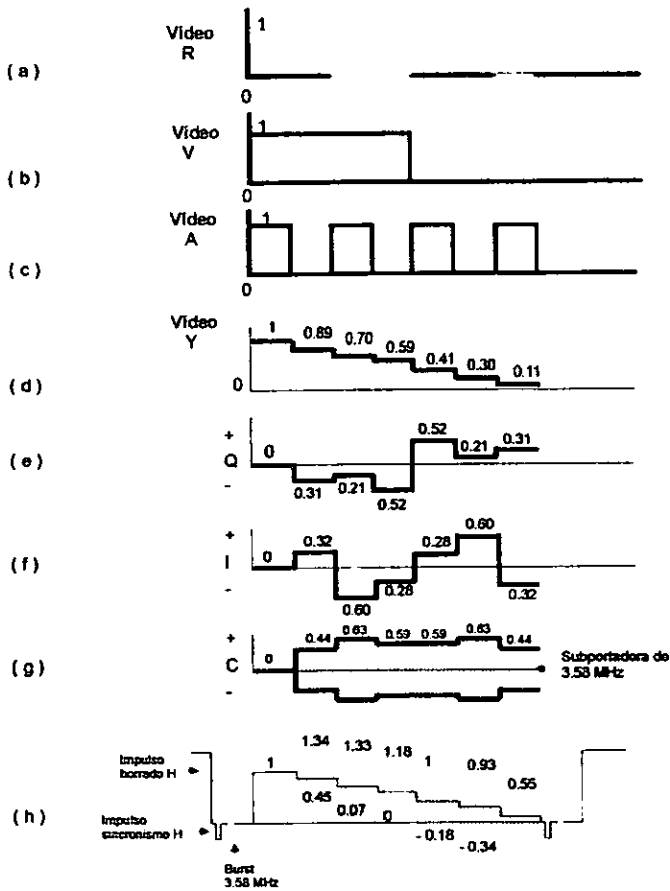 Vídeo
R
1
( a )
0
Vídeo
V
1
( b )
0
Vídeo
A
1
( c )
0
Vídeo
Y
1
0.89
0.70
0.59
0.41
0.30
0.11
( d )
0
+
Q
-
( e )
0
0.31
0.21
0.52
0.52
0.21
0.31
+
I
-
( f )
0
0.32
0.60
0.28
0.28
0.60
0.32
+
C
-
( g )
0
0.44
0.63
0.59
0.59
0.63
0.44
Subportadora de
3.58 MHz
( h )
Impulso
borrado H
1
1.34
1.33
1.18
1
0.93
0.55
0.45
0.07
0
- 0.18
- 0.34
Impulso
sincronismo H
Burst
3.58 MHz